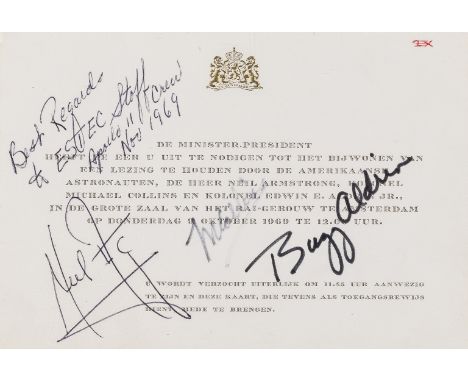 Best Regards
to ESTEC Staff
Apollo 11 Crew
Nov 1969
DE MINISTER-PRESIDENT
HEEFT DE EER U UIT TE NODIGEN TOT HET BIJWONEN VAN
EEN LEZING TE HOUDEN DOOR DE AMERIKAANSE
ASTRONAUTEN, DE HEER NEIL ARMSTRONG, KOLONEL
MICHAEL COLLINS EN KOLONEL EDWIN E. ALDRIN JR.,
IN DE GROTE ZAAL VAN HET RAI-GEBOUW TE AMSTERDAM
OP DONDERDAG 9 OKTOBER 1969 TE 12.00 UUR.
Neil
Buzz Aldrin
U WORDT VERZOCHT UITERLIJK OM 11.55 UUR AANWEZIG
TE ZIJN EN DEZE KAART, DIE TEVENS ALS TOEGANGSBEWIJS
DIENT, MEDE TE BRENGEN.